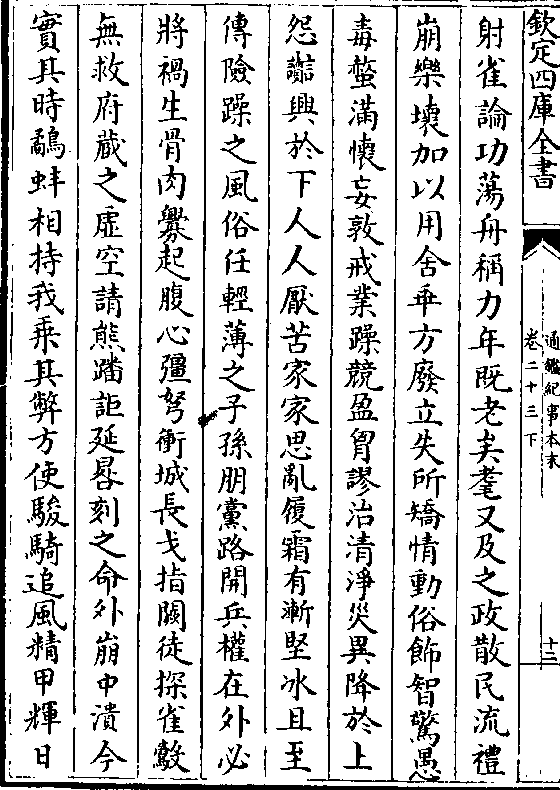 欽定四庫全書
通鑑紀事本末
卷二十三下
十三
射雀論功蕩舟稱力年既老矣耄又及之政散民流禮
崩樂壞加以用舍乖方廢立失所矯情動俗飾智驚愚
毒螫滿懷妄敦戒業躁競盈胷謬治清淨災異降於上
怨讟興於下人人厭苦家家思亂履霜有漸堅冰且至
傳險躁之風俗任輕薄之子孫朋黨路開兵權在外必
將禍生骨肉釁起腹心彊弩衝城長戈指闕徒探雀鷇
無救府藏之虛空請熊蹯詎延晷刻之命外崩中潰今
實其時鷸蚌相持我乘其弊方使駿騎追風精甲輝日